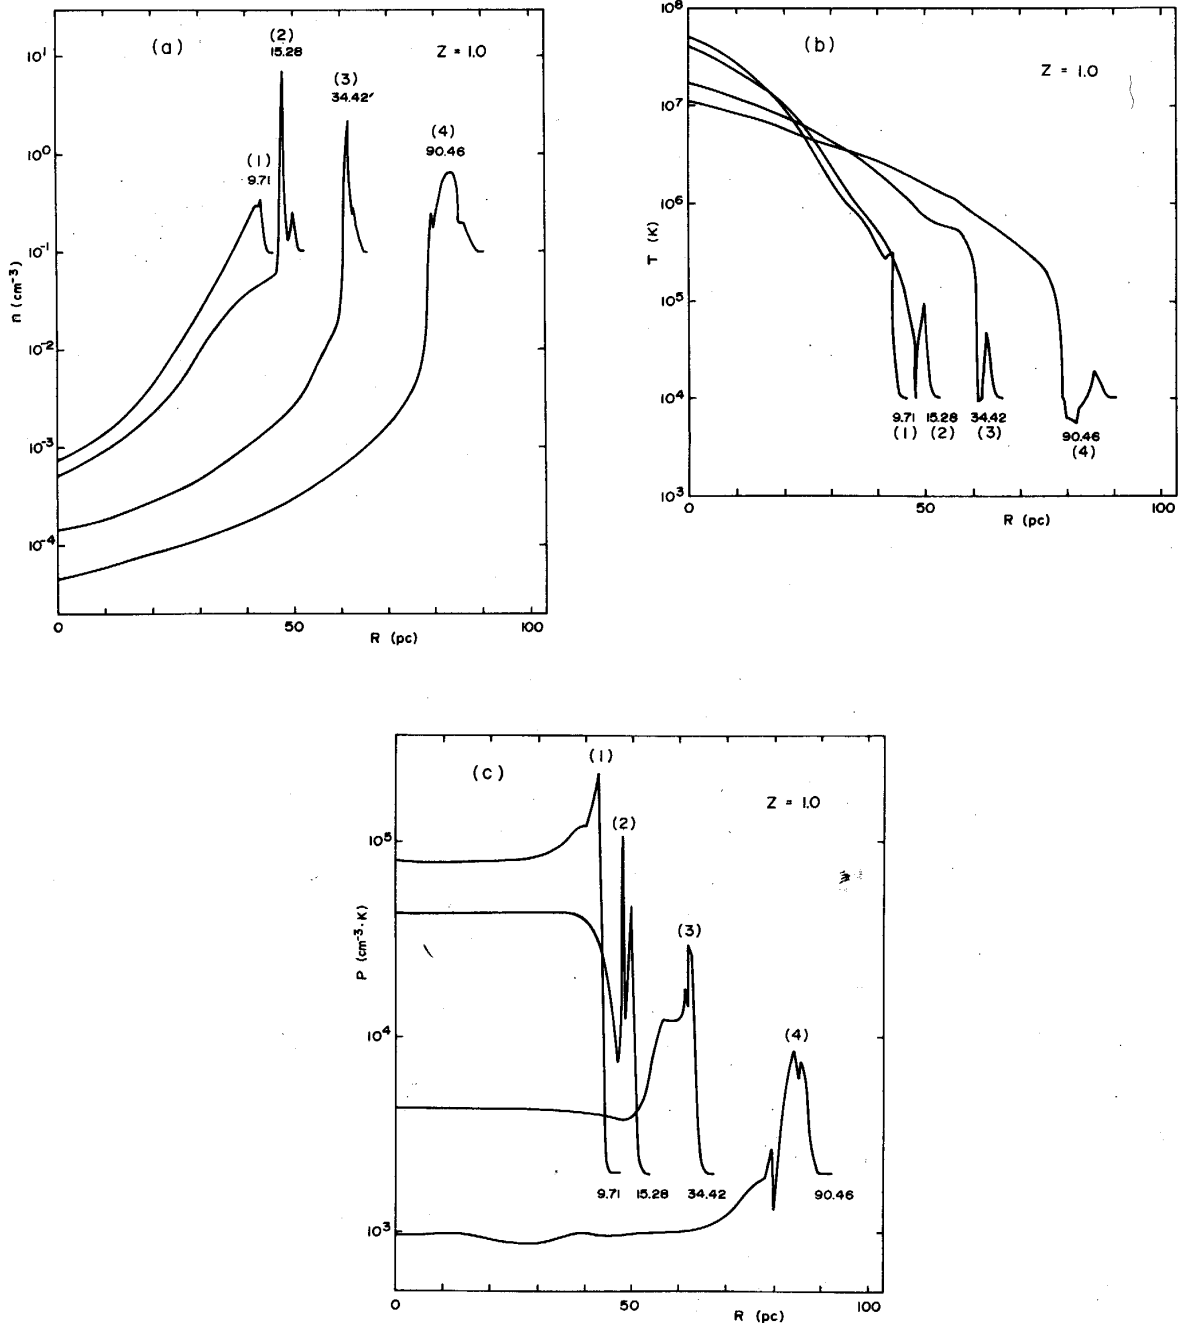 (a)
Z = 1.0
(1)
9.71
(2)
15.28
(3)
34.42
(4)
90.46
10¹
10⁰
10⁻¹
10⁻²
10⁻³
10⁻⁴
n (cm⁻³)
0
50
100
R (pc)
(b)
Z = 1.0
10⁸
10⁷
10⁶
10⁵
10⁴
10³
T (K)
9.71 15.28 34.42
(1) (2) (3)
90.46
(4)
0
50
100
R (pc)
(c)
Z = 1.0
(1)
(2)
(3)
(4)
10⁵
10⁴
10³
P (cm⁻³·K)
9.71 15.28 34.42 90.46
0
50
100
R (pc)